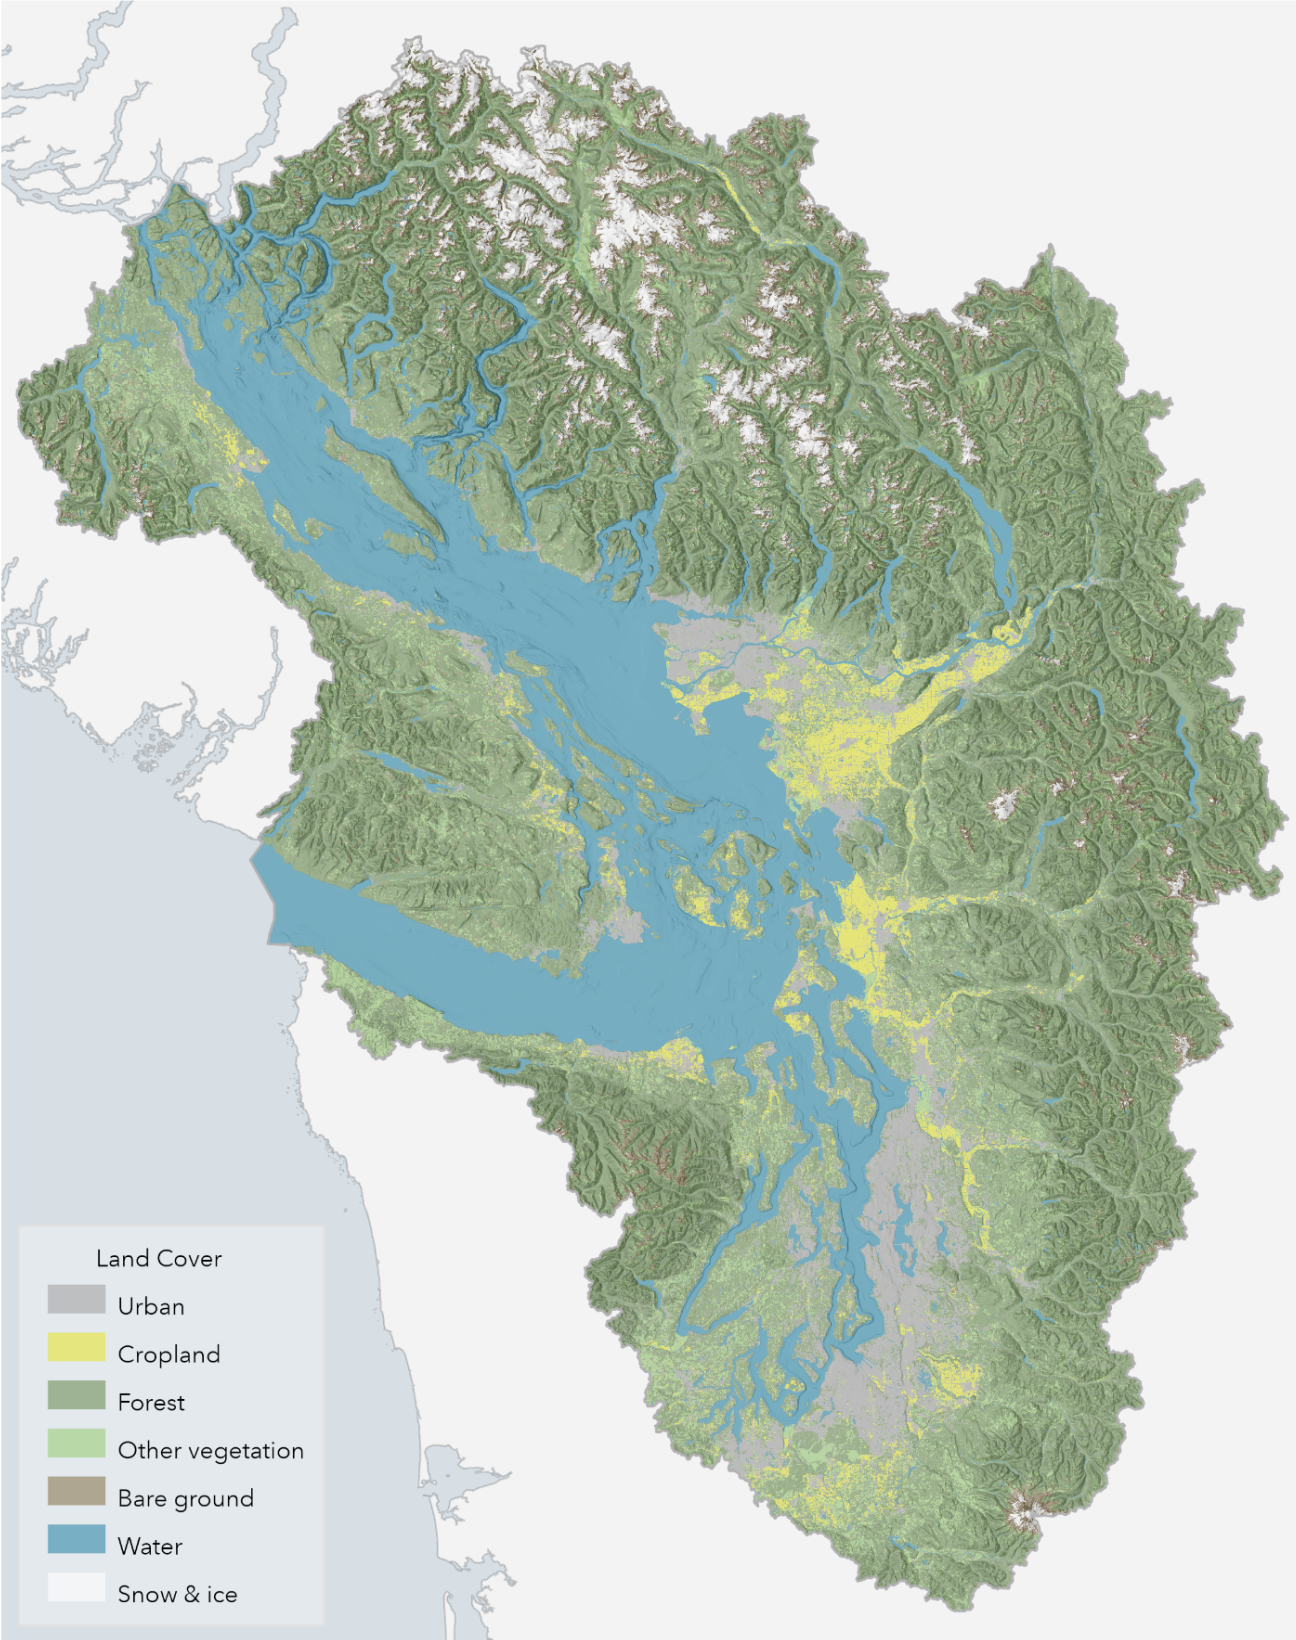 Land Cover
Urban
Cropland
Forest
Other vegetation
Bare ground
Water
Snow & ice